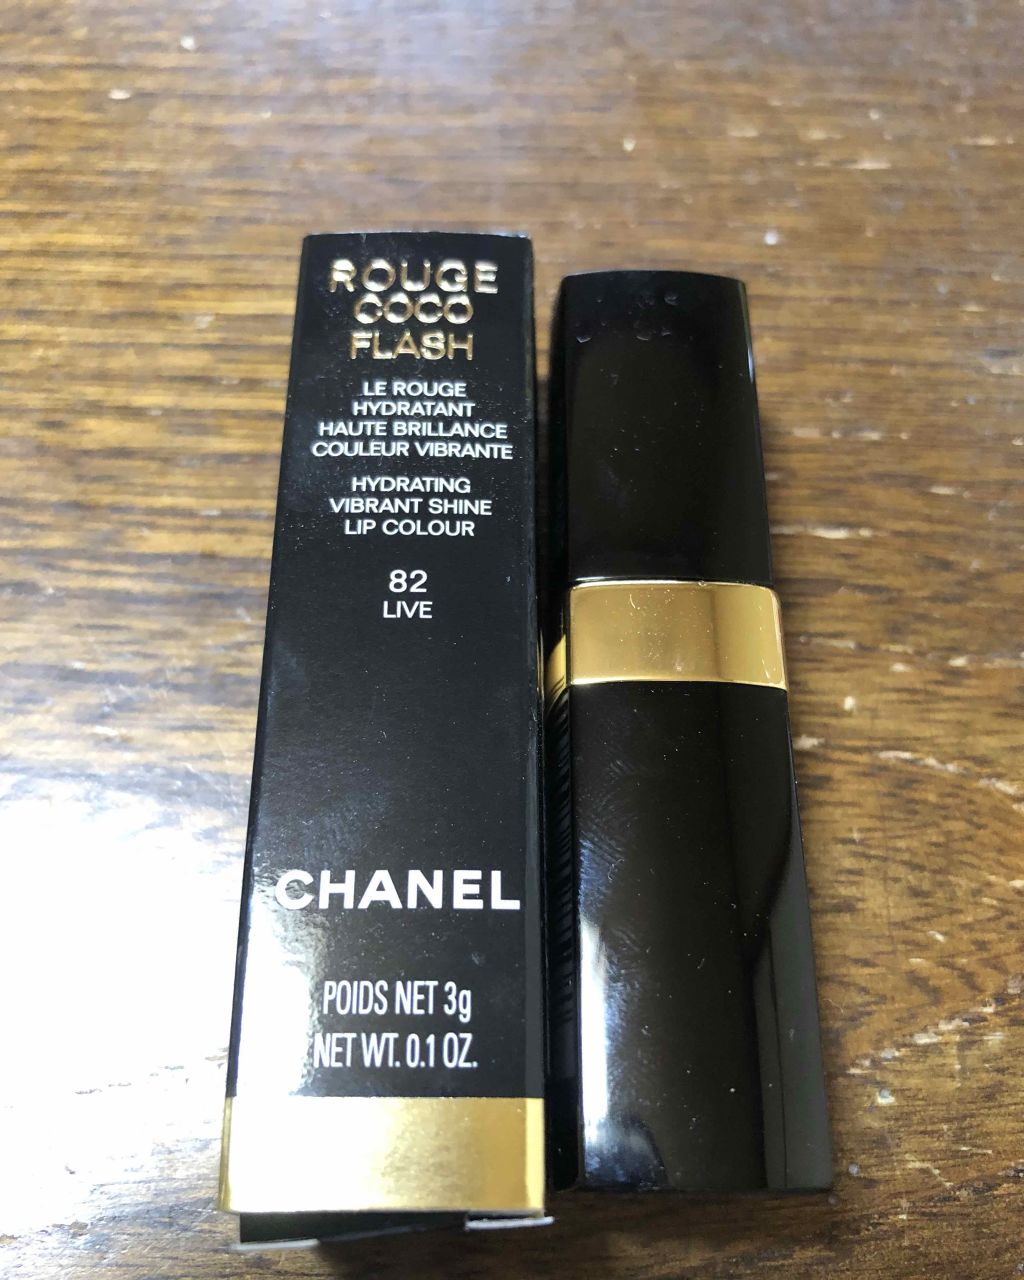 ROUGE
COCO
FLASH
LE ROUGE
HYDRATANT
HAUTE BRILLANCE
COULEUR VIBRANTE
HYDRATING
VIBRANT SHINE
LIP COLOUR
82
LIVE
CHANEL
POIDS NET 3g
NET WT. 0.1 OZ.